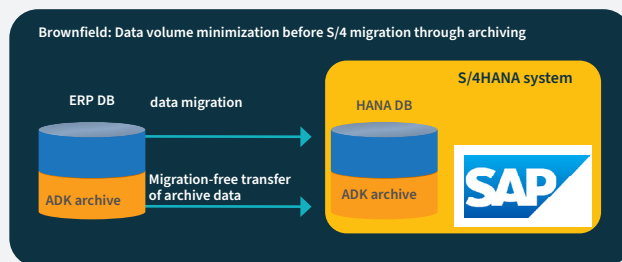 Brownfield: Data volume minimization before S/4 migration through archiving
S/4HANA system
ERP DB
data migration
HANA DB
Migration-free transfer
of archive data
ADK archive
ADK archive
SAP